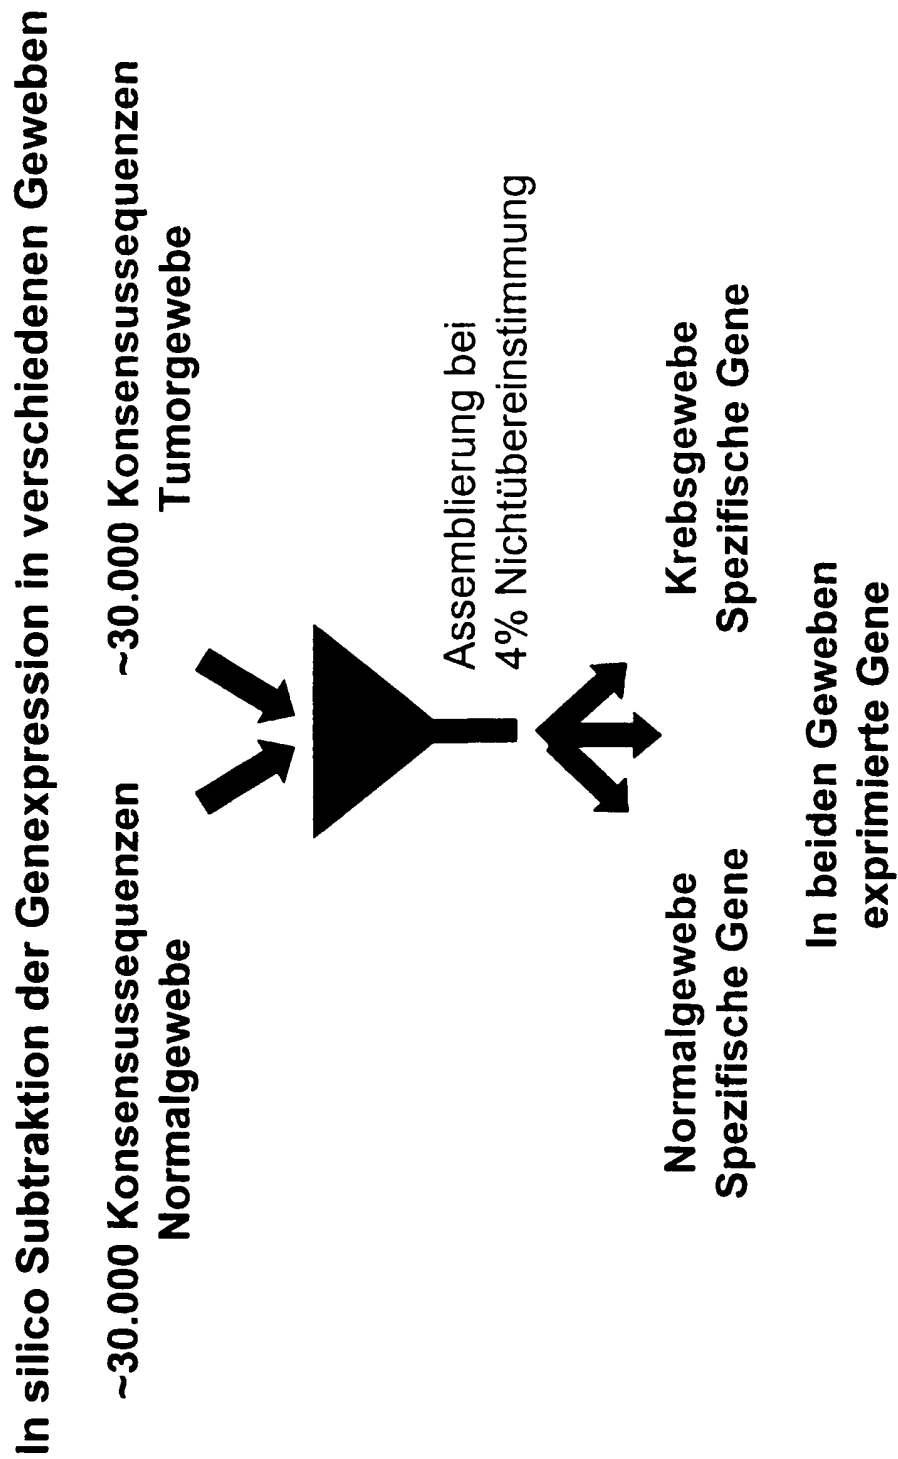 In silico Subtraktion der Genexpression in verschiedenen Geweben
~30.000 Konsensussequenzen
Normalgewebe
~30.000 Konsensussequenzen
Tumorgewebe
Assemblierung bei
4% Nichtübereinstimmung
Normalgewebe
Spezifische Gene
Krebsgewebe
Spezifische Gene
In beiden Geweben
exprimierte Gene